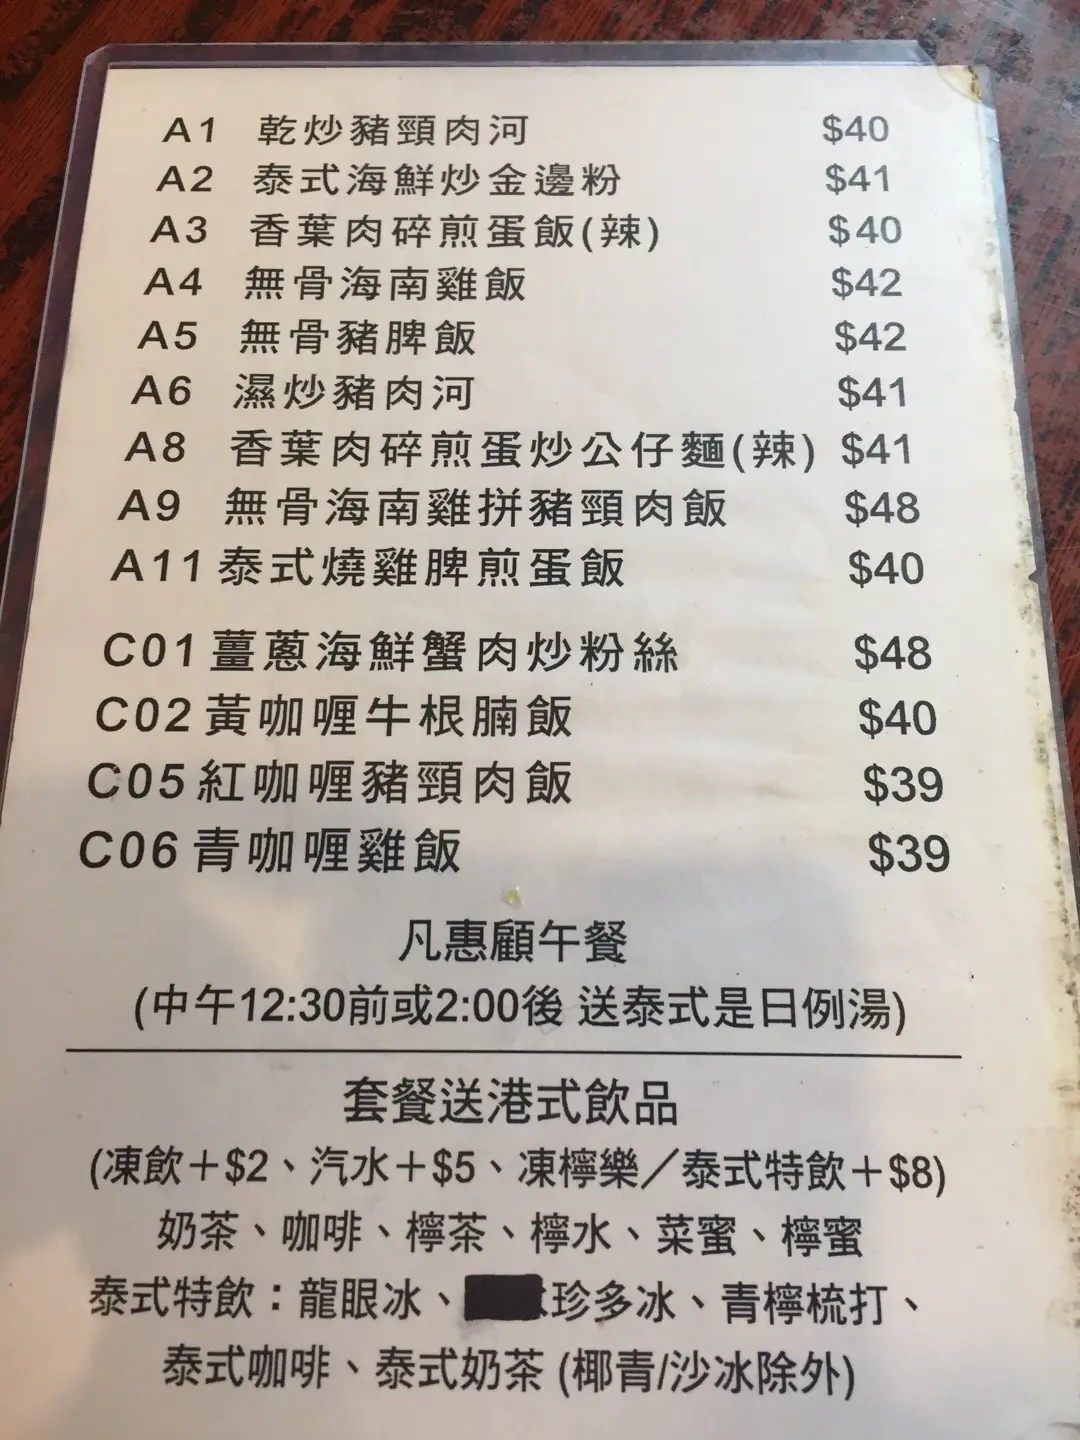 A1 乾炒豬頸肉河 $40
A2 泰式海鮮炒金邊粉 $41
A3 香葉肉碎煎蛋飯(辣) $40
A4 無骨海南雞飯 $42
A5 無骨豬脾飯 $42
A6 濕炒豬肉河 $41
A8 香葉肉碎煎蛋炒公仔麵(辣) $41
A9 無骨海南雞拼豬頸肉飯 $48
A11 泰式燒雞脾煎蛋飯 $40
C01 薑蔥海鮮蟹肉炒粉絲 $48
C02 黃咖喱牛根腩飯 $40
C05 紅咖喱豬頸肉飯 $39
C06 青咖喱雞飯 $39
凡惠顧午餐
(中午12:30前或2:00後 送泰式是日例湯)
套餐送港式飲品
(凍飲＋$2、汽水＋$5、凍檸樂／泰式特飲＋$8)
奶茶、咖啡、檸茶、檸水、菜蜜、檸蜜
泰式特飲：龍眼冰、珍多冰、青檸梳打、
泰式咖啡、泰式奶茶 (椰青/沙冰除外)